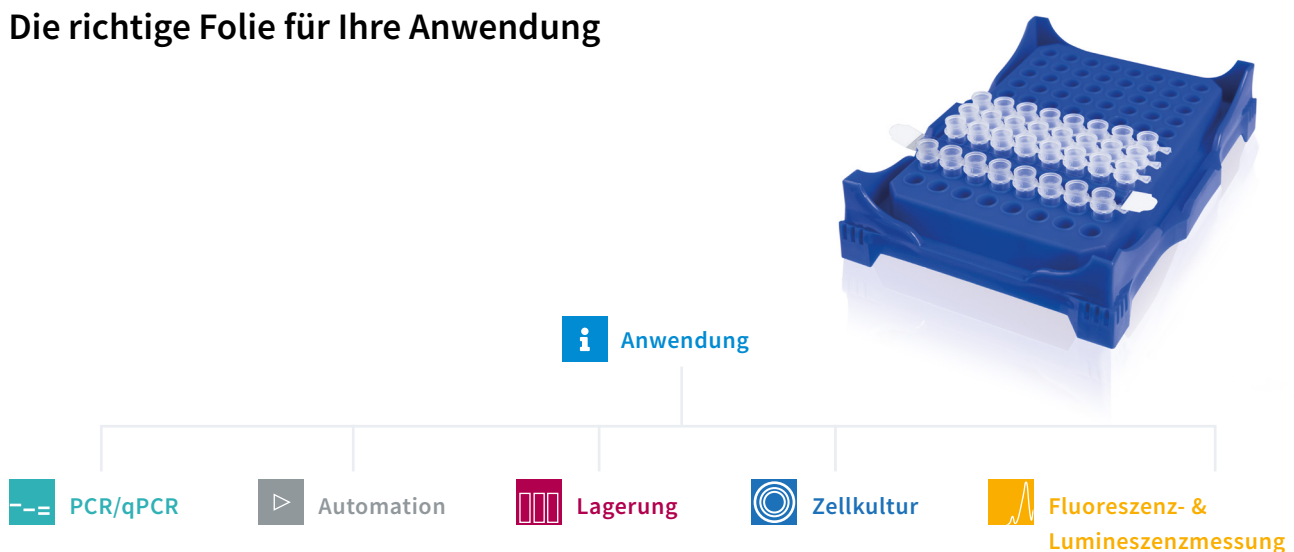 Die richtige Folie für Ihre Anwendung
Anwendung
PCR/qPCR
Automation
Lagerung
Zellkultur
Fluoreszenz- &
Lumineszenzmessung